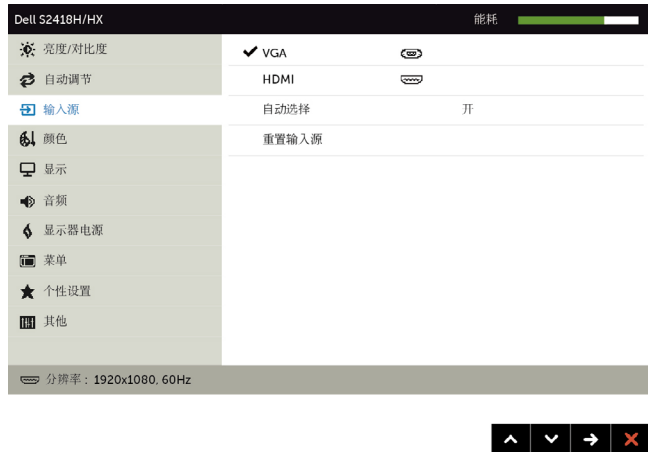 Dell S2418H/HX 能耗
亮度/对比度
自动调节
输入源
颜色
显示
音频
显示器电源
菜单
个性设置
其他
VGA
HDMI
自动选择 开
重置输入源
分辨率: 1920x1080, 60Hz